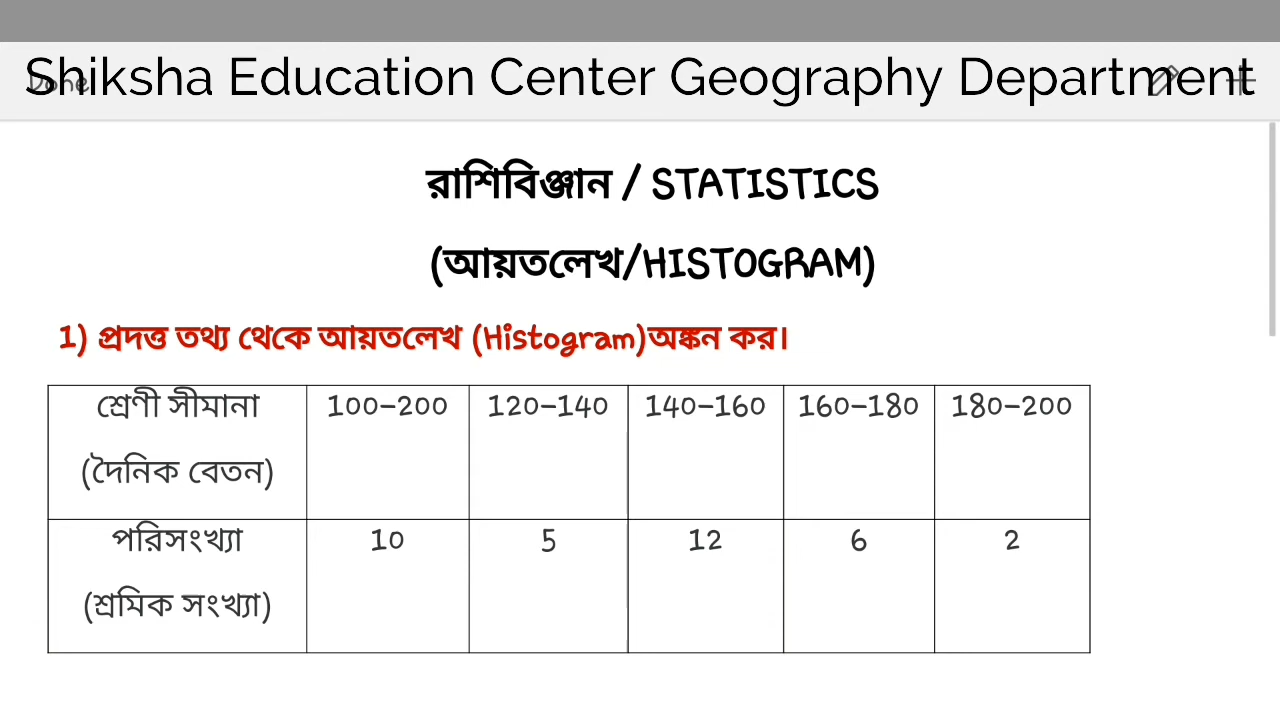 Shiksha Education Center Geography Department
Done
রাশিবিজ্ঞান / STATISTICS
(আয়তলেখ/HISTOGRAM)
1) প্রদত্ত তথ্য থেকে আয়তলেখ (Histogram)অঙ্কন কর।
শ্রেণী সীমানা 100-200 120-140 140-160 160-180 180-200
(দৈনিক বেতন)
পরিসংখ্যা 10 5 12 6 2
(শ্রমিক সংখ্যা)